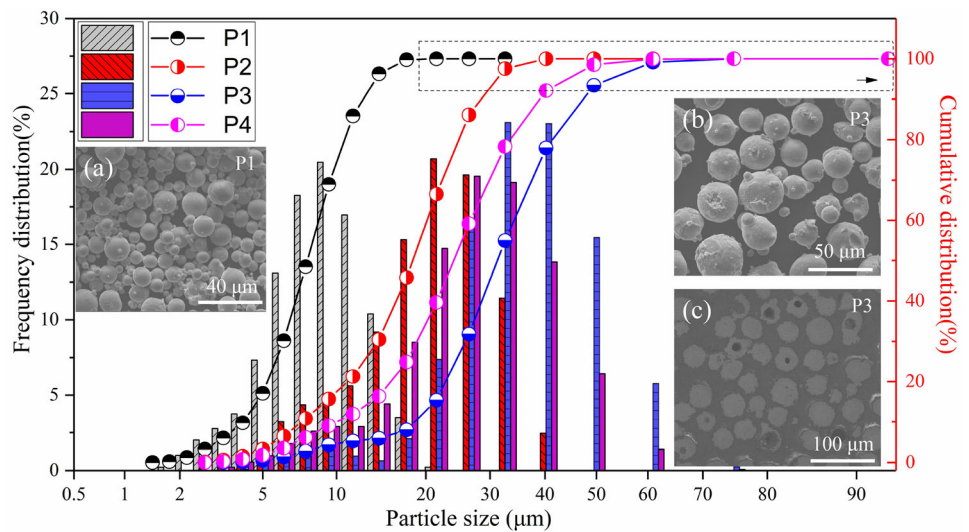 30
25
20
15
10
5
0
Frequency distribution(%)
P1
P2
P3
P4
(a) P1
40 μm
(b) P3
50 μm
(c) P3
100 μm
100
80
60
40
20
0
Cumulative distribution(%)
0.5 1 2 5 10 20 30 40 50 60 70 80 90
Particle size (μm)